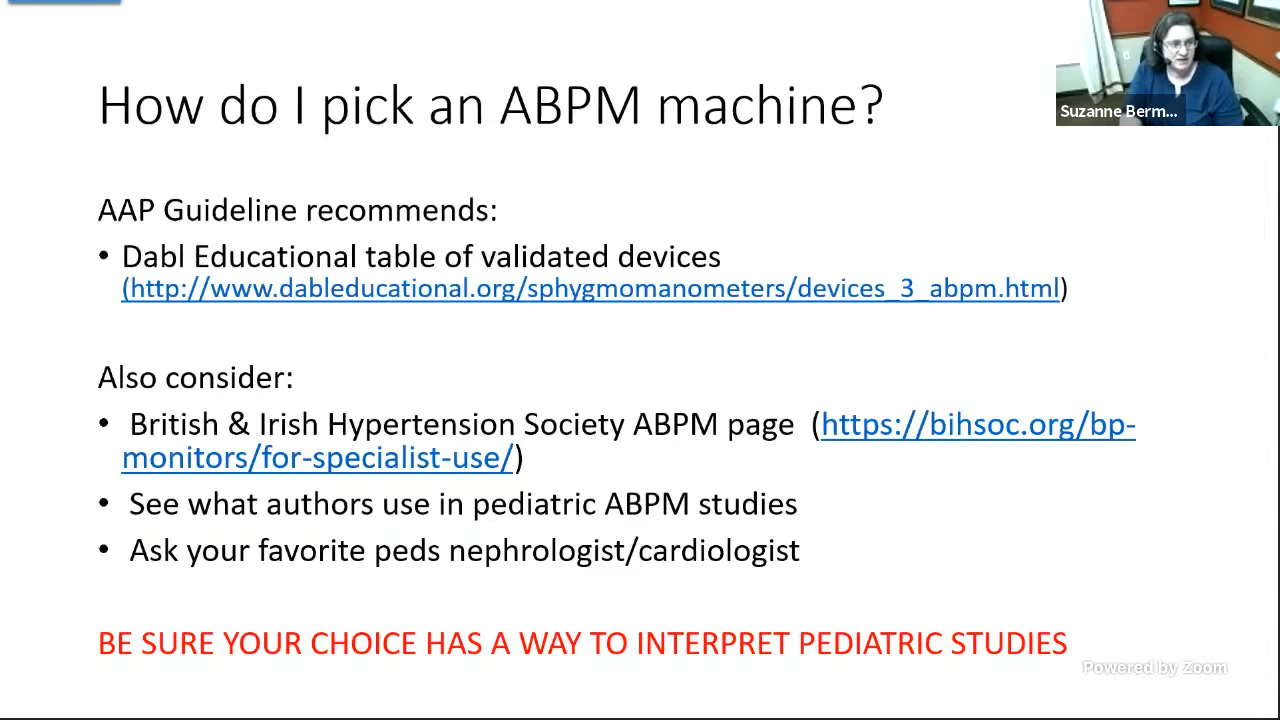 How do I pick an ABPM machine?
Suzanne Berm...
AAP Guideline recommends:
• Dabl Educational table of validated devices
(http://www.dableducational.org/sphygmomanometers/devices_3_abpm.html)
Also consider:
• British & Irish Hypertension Society ABPM page (https://bihsoc.org/bp-
monitors/for-specialist-use/)
• See what authors use in pediatric ABPM studies
• Ask your favorite peds nephrologist/cardiologist
BE SURE YOUR CHOICE HAS A WAY TO INTERPRET PEDIATRIC STUDIES
Powered by Zoom